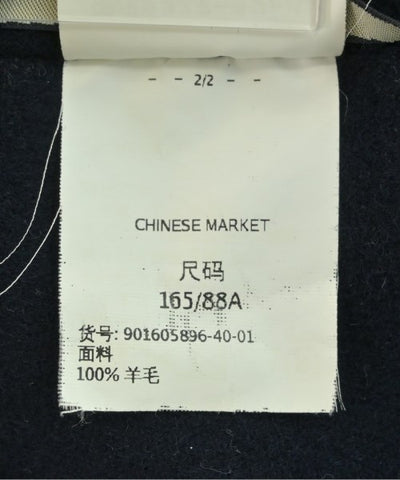 - - 2/2 - -
CHINESE MARKET
尺码
165/88A
货号: 901605896-40-01
面料
100% 羊毛